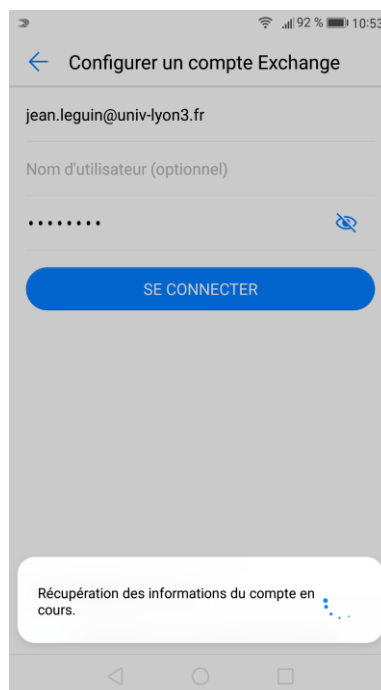 92 % 10:53
Configurer un compte Exchange
jean.leguin@univ-lyon3.fr
Nom d'utilisateur (optionnel)
SE CONNECTER
Récupération des informations du compte en
cours.